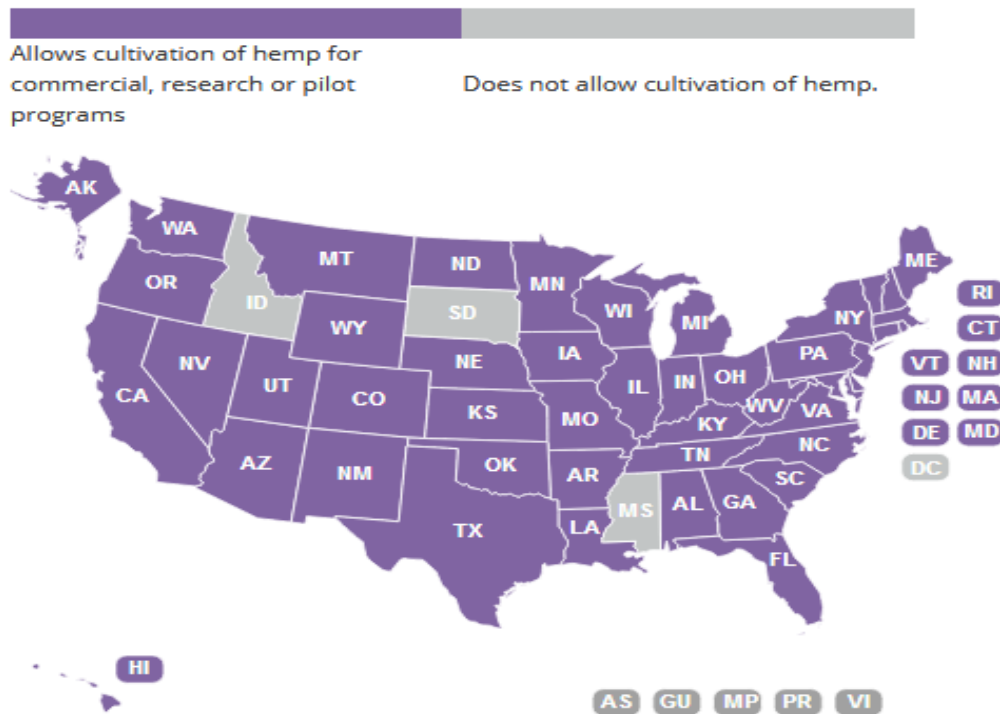 Allows cultivation of hemp for
commercial, research or pilot
programs
Does not allow cultivation of hemp.
AK
WA
MT
ND
MN
ME
OR
ID
SD
WI
MI
NY
RI
WY
CT
NV
NE
IA
PA
VT
NH
CA
UT
CO
IL
IN
OH
NJ
MA
KS
MO
WV
VA
KY
DE
MD
AZ
NM
OK
AR
TN
NC
DC
SC
TX
LA
MS
AL
GA
FL
HI
AS
GU
MP
PR
VI